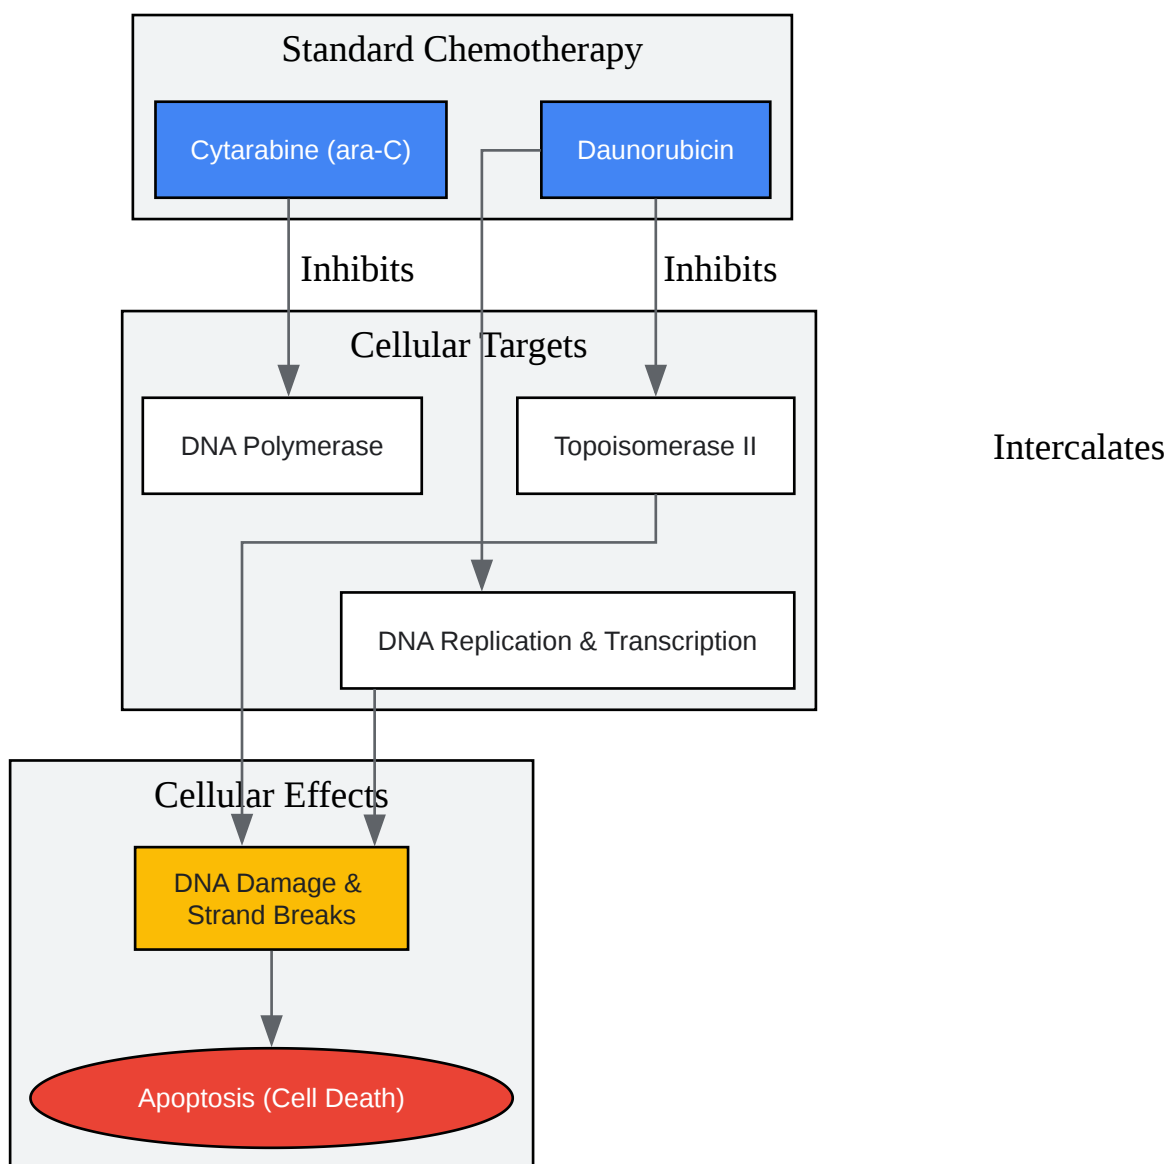 Standard Chemotherapy
Cytarabine (ara-C)
Daunorubicin
Inhibits
Inhibits
Cellular Targets
DNA Polymerase
Topoisomerase II
Intercalates
DNA Replication & Transcription
Cellular Effects
DNA Damage &
Strand Breaks
Apoptosis (Cell Death)